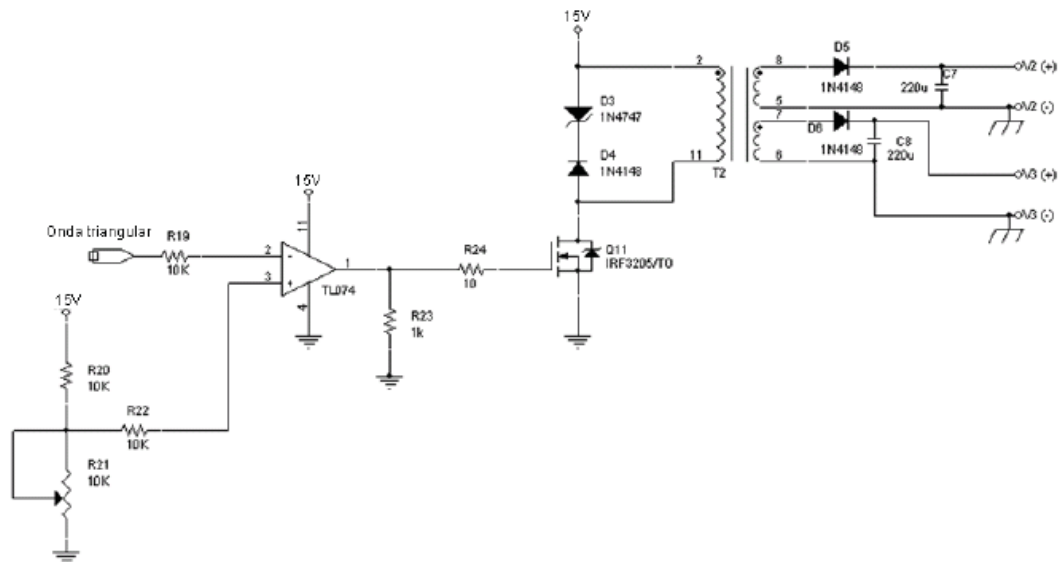 15V
2
11
T2
8
5
7
6
D5
1N4148
D6
1N4148
C7
220u
C8
220u
V2 (+)
V2 (-)
V3 (+)
V3 (-)
D3
1N4747
D4
1N4148
Q11
IRF3205/TO
Onda triangular
R19
10K
15V
11
2
-
3
+
1
4
TL074
R24
10
R23
1k
15V
R20
10K
R22
10K
R21
10K